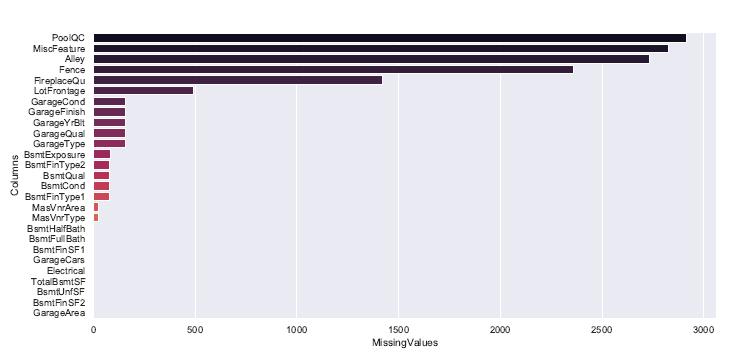 PoolQC
MiscFeature
Alley
Fence
FireplaceQu
LotFrontage
GarageCond
GarageFinish
GarageYrBlt
GarageQual
GarageType
BsmtExposure
BsmtFinType2
BsmtQual
BsmtCond
BsmtFinType1
MasVnrArea
MasVnrType
BsmtHalfBath
BsmtFullBath
BsmtFinSF1
GarageCars
Electrical
TotalBsmtSF
BsmtUnfSF
BsmtFinSF2
GarageArea
Columns
0 500 1000 1500 2000 2500 3000
MissingValues